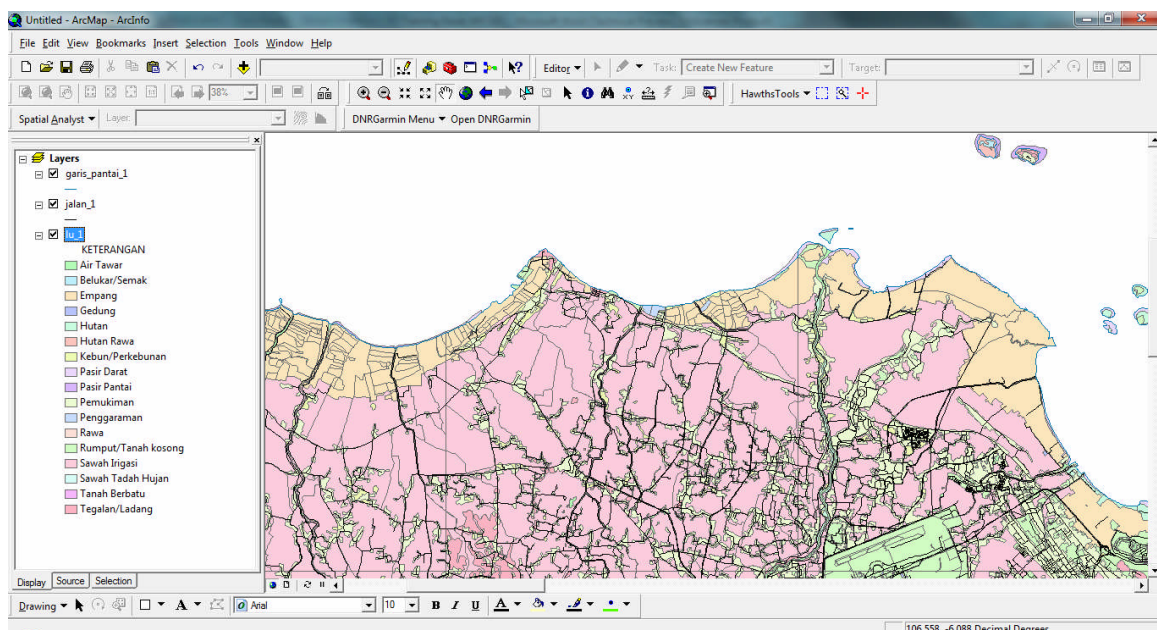 Untitled - ArcMap - ArcInfo
File Edit View Bookmarks Insert Selection Tools Window Help
Editor Task: Create New Feature Target:
38% HawthsTools
Spatial Analyst Layer: DNRGarmin Menu Open DNRGarmin
Layers
garis_pantai_1
jalan_1
lu_1
KETERANGAN
Air Tawar
Belukar/Semak
Empang
Gedung
Hutan
Hutan Rawa
Kebun/Perkebunan
Pasir Darat
Pasir Pantai
Pemukiman
Penggaraman
Rawa
Rumput/Tanah kosong
Sawah Irigasi
Sawah Tadah Hujan
Tanah Berbatu
Tegalan/Ladang
Display Source Selection
Drawing A Arial 10 B I U A
106.558 -6.088 Decimal Degrees